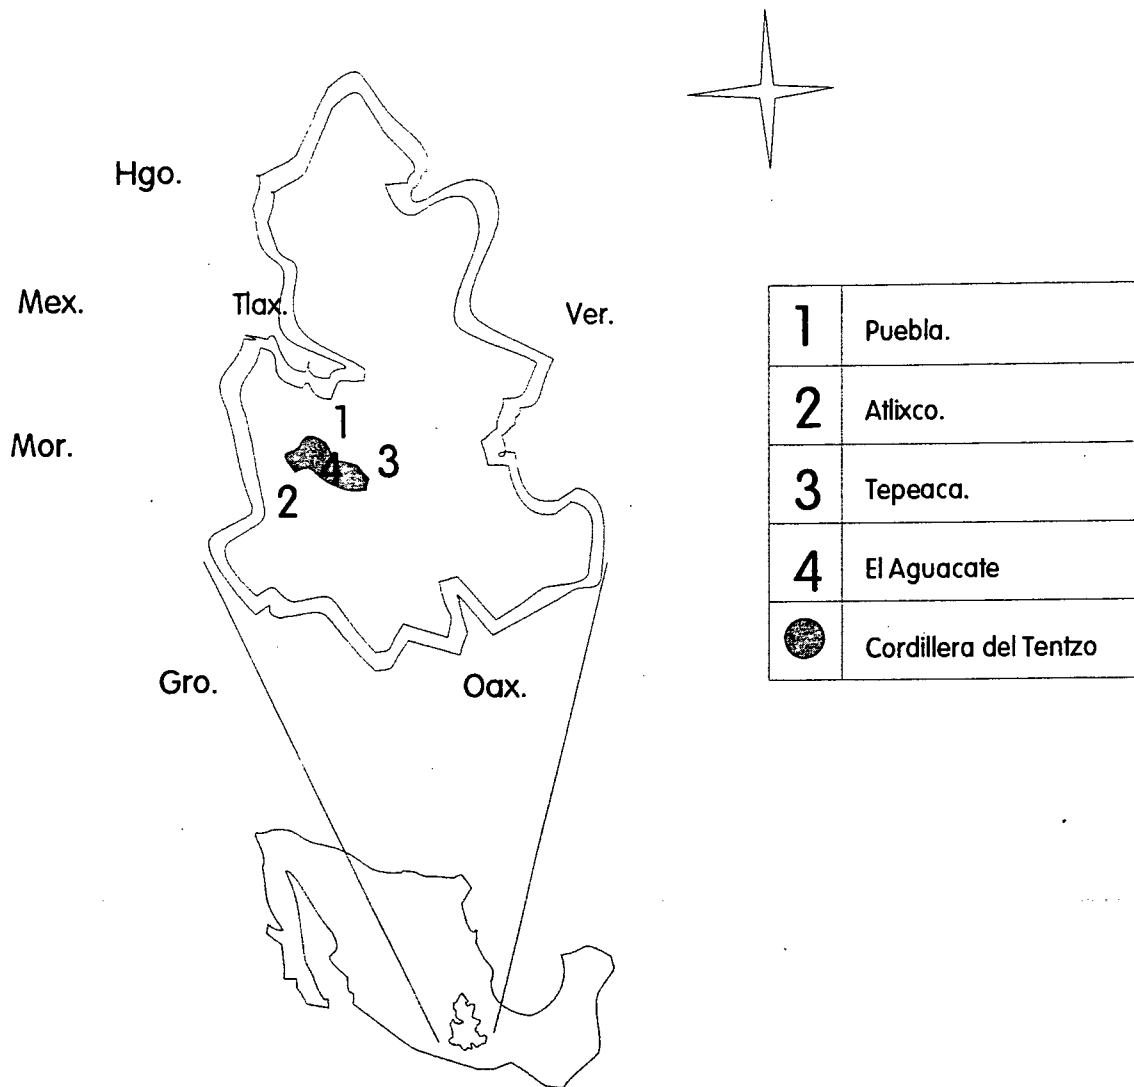 Hgo.
Mex.
Tlax.
Ver.
Mor.
1
3
4
2
Gro.
Oax.
1 Puebla.
2 Atlixco.
3 Tepeaca.
4 El Aguacate
Cordillera del Tentzo